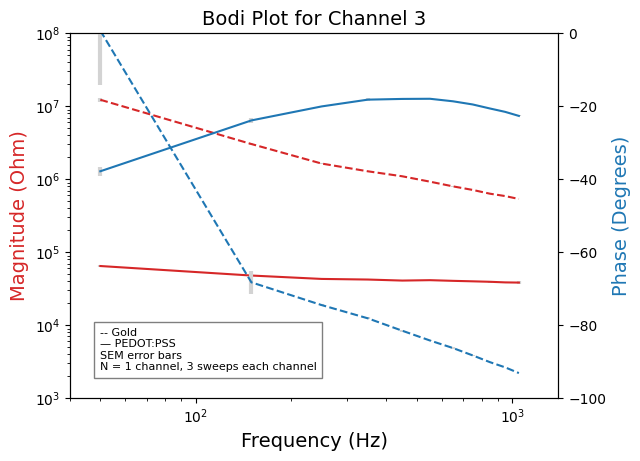 Bodi Plot for Channel 3
Magnitude (Ohm)
10^8
10^7
10^6
10^5
10^4
10^3
-- Gold
— PEDOT:PSS
SEM error bars
N = 1 channel, 3 sweeps each channel
10^2
10^3
Frequency (Hz)
0
−20
−40
−60
−80
−100
Phase (Degrees)